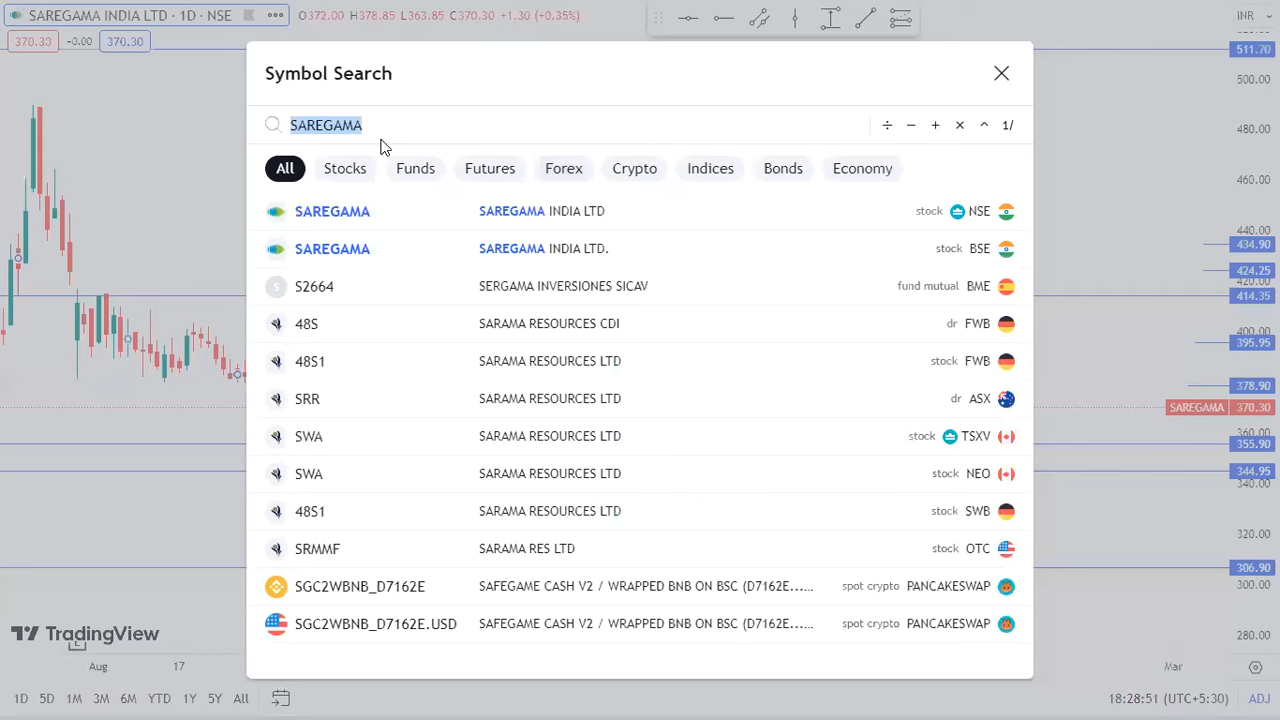 SAREGAMA INDIA LTD · 1D · NSE O372.00 H378.85 L363.85 C370.30 +1.30 (+0.35%) INR
370.30 -0.00 370.30
511.70
500.00
480.00
460.00
440.00
434.90
424.25
420.00
414.35
400.00
395.95
378.90
SAREGAMA 370.30
360.00
355.90
344.95
340.00
320.00
306.90
300.00
280.00
Symbol Search
SAREGAMA ÷ − + × ^ 1/
All Stocks Funds Futures Forex Crypto Indices Bonds Economy
SAREGAMA SAREGAMA INDIA LTD stock NSE
SAREGAMA SAREGAMA INDIA LTD. stock BSE
S S2664 SERGAMA INVERSIONES SICAV fund mutual BME
48S SARAMA RESOURCES CDI dr FWB
48S1 SARAMA RESOURCES LTD stock FWB
SRR SARAMA RESOURCES LTD dr ASX
SWA SARAMA RESOURCES LTD stock TSXV
SWA SARAMA RESOURCES LTD stock NEO
48S1 SARAMA RESOURCES LTD stock SWB
SRMMF SARAMA RES LTD stock OTC
SGC2WBNB_D7162E SAFEGAME CASH V2 / WRAPPED BNB ON BSC (D7162E...... spot crypto PANCAKESWAP
SGC2WBNB_D7162E.USD SAFEGAME CASH V2 / WRAPPED BNB ON BSC (D7162E...... spot crypto PANCAKESWAP
TradingView
Aug 17 Mar
1D 5D 1M 3M 6M YTD 1Y 5Y All 18:28:51 (UTC+5:30) ADJ